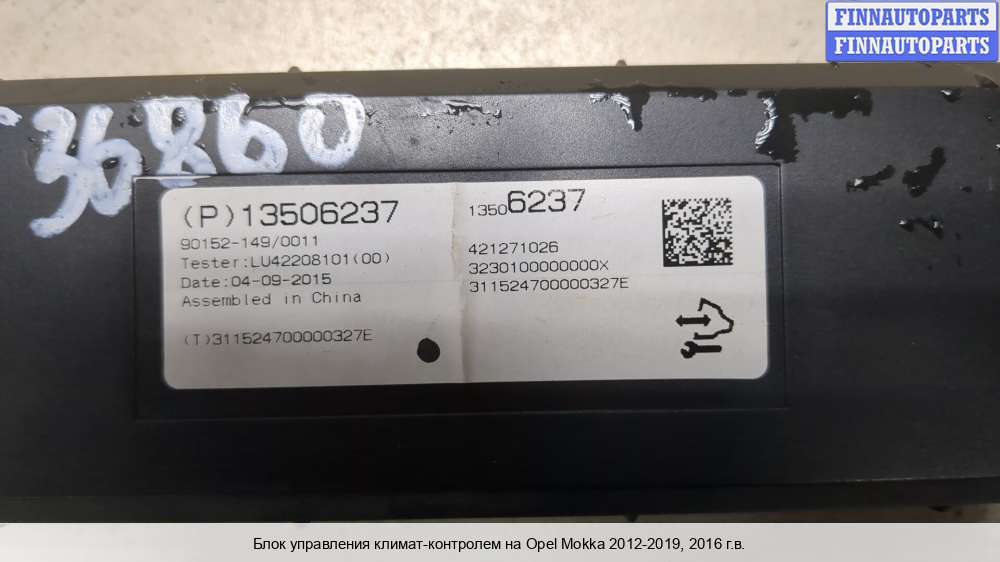 FINNAUTOPARTS
FINNAUTOPARTS
36860
(P)13506237
90152-149/0011
Tester:LU42208101(00)
Date:04-09-2015
Assembled in China
(T)311524700000327E
13506237
421271026
3230100000000X
311524700000327E
Блок управления климат-контролем на Opel Mokka 2012-2019, 2016 г.в.